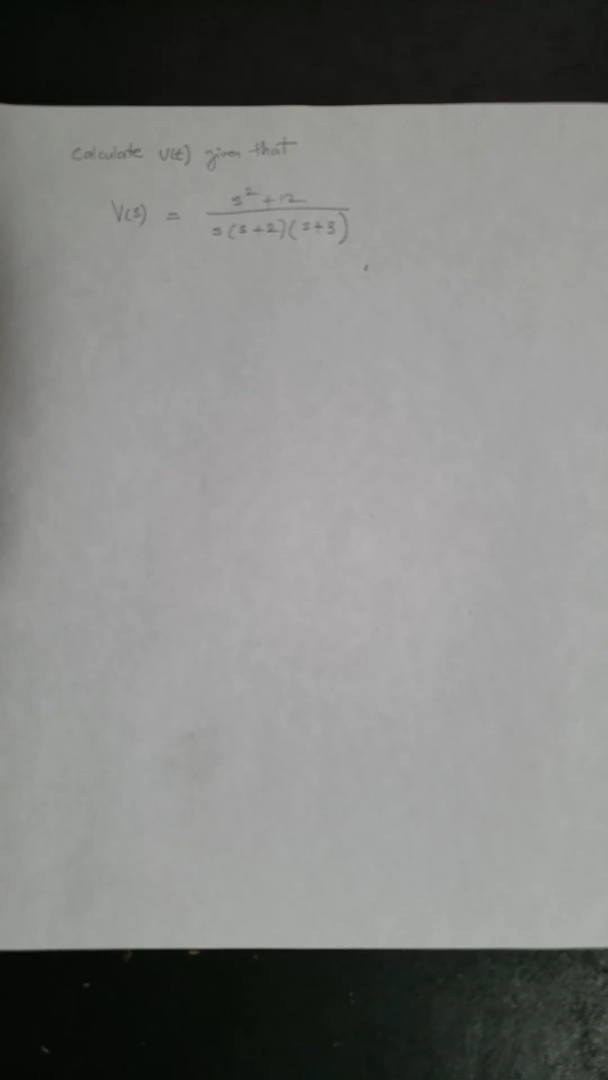 Calculate v(t) given that
V(s) = s²+12 / s(s+2)(s+3)